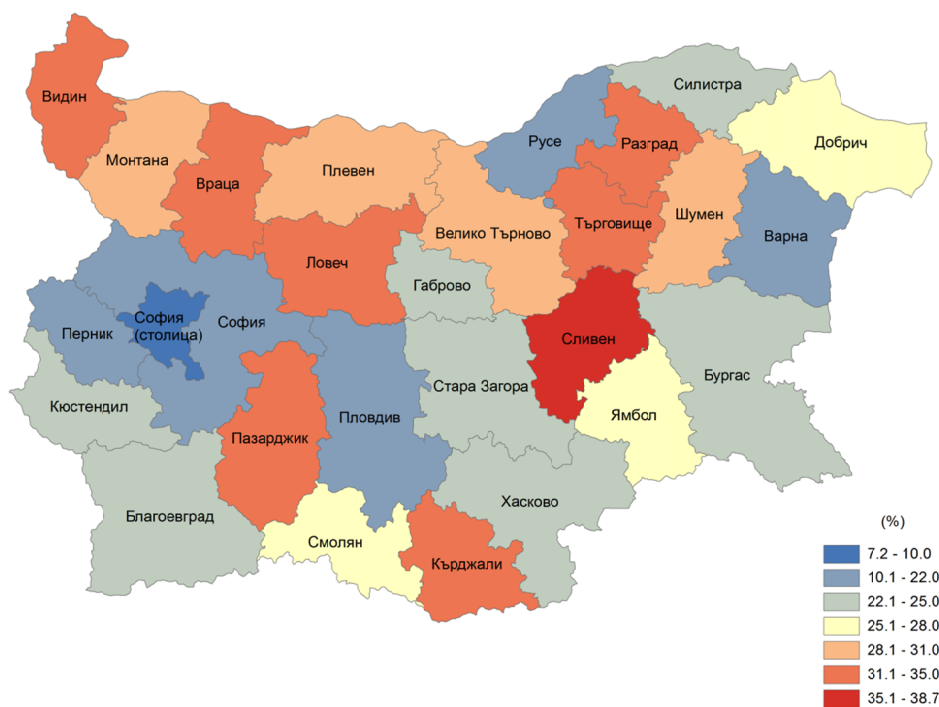 Силистра
Видин
Добрич
Русе
Разград
Монтана
Плевен
Враца
Шумен
Търговище
Велико Търново
Варна
Ловеч
Габрово
София
(столица)
София
Перник
Сливен
Бургас
Стара Загора
Кюстендил
Ямбол
Пловдив
Пазарджик
Хасково
Благоевград
Смолян
Кърджали
(%)
7.2 - 10.0
10.1 - 22.0
22.1 - 25.0
25.1 - 28.0
28.1 - 31.0
31.1 - 35.0
35.1 - 38.7